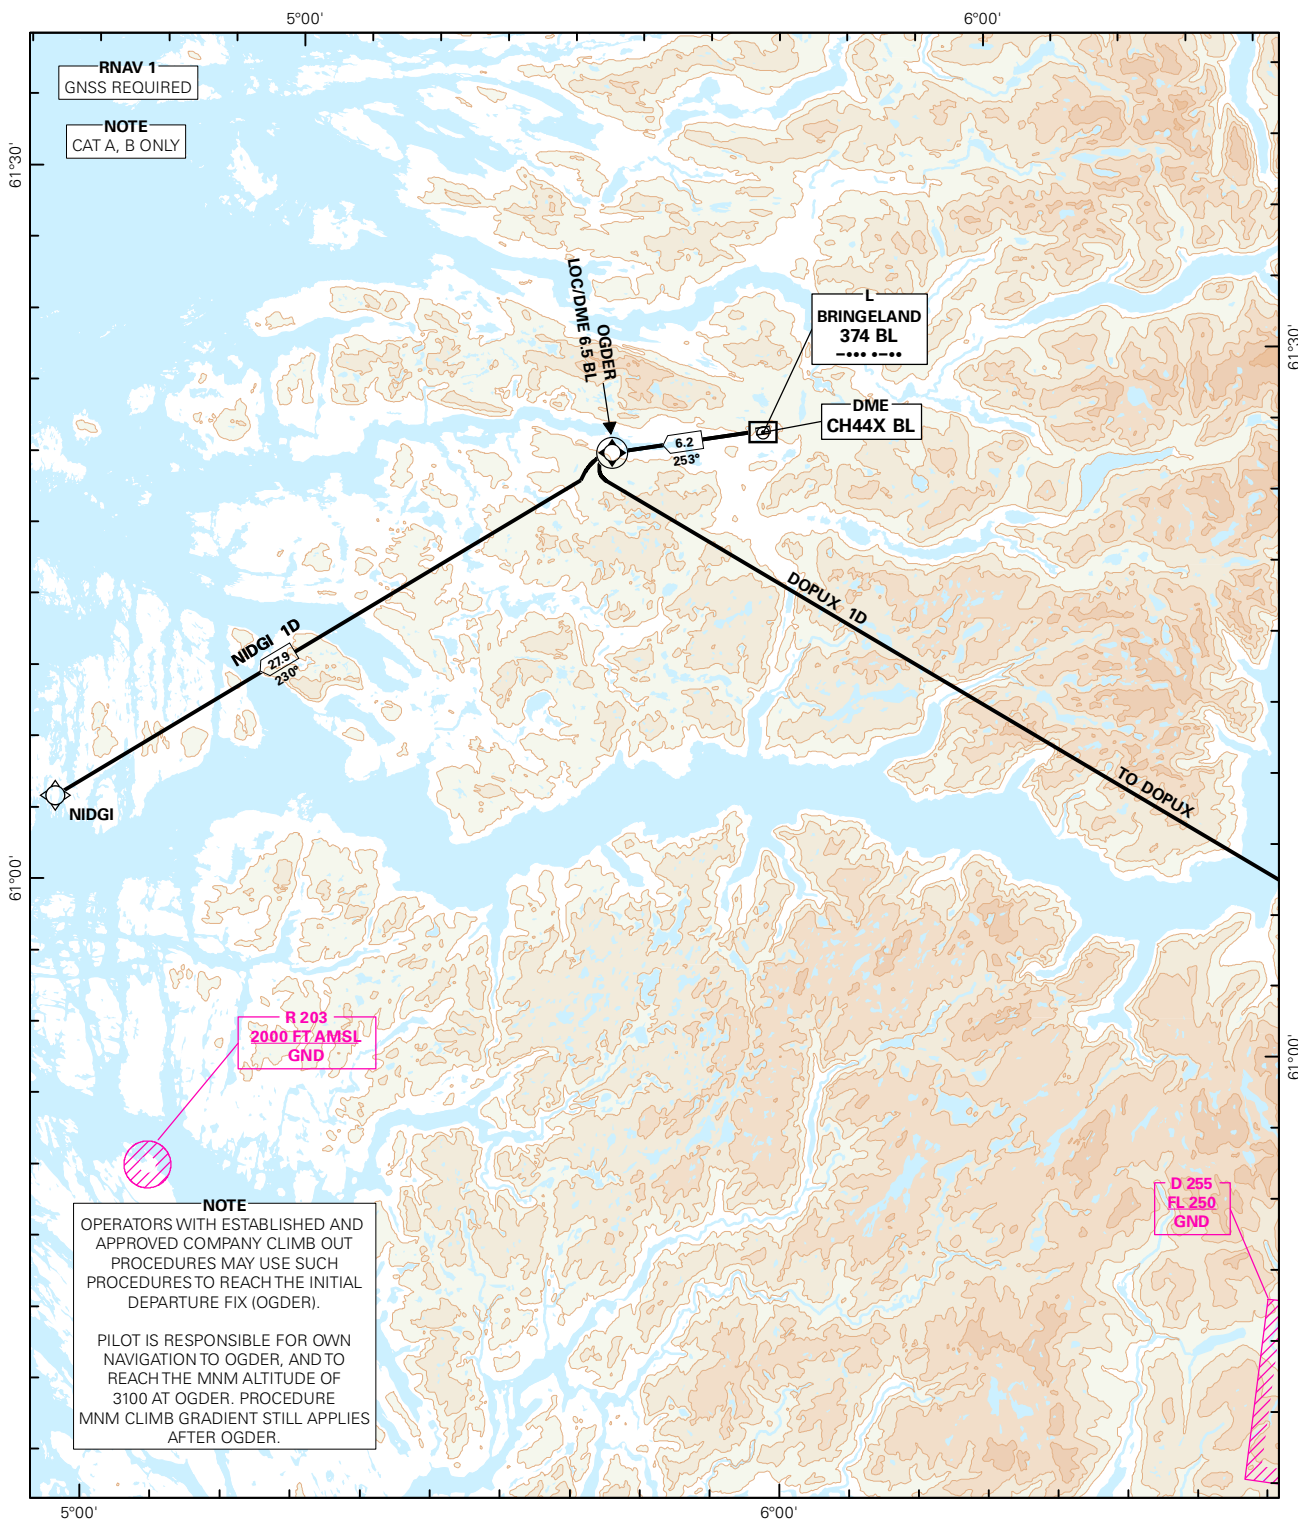 5°00'
6°00'
61°30'
RNAV 1
GNSS REQUIRED
NOTE
CAT A, B ONLY
LOC/DME 6.5 BL
OGDER
L
BRINGELAND
374 BL
DME
CH44X BL
61°30'
6.2
253°
DOPUX 1D
NIDGI 1D
27.9
230°
TO DOPUX
NIDGI
61°00'
R 203
2000 FT AMSL
GND
61°00'
D 255
FL 250
GND
NOTE
OPERATORS WITH ESTABLISHED AND
APPROVED COMPANY CLIMB OUT
PROCEDURES MAY USE SUCH
PROCEDURES TO REACH THE INITIAL
DEPARTURE FIX (OGDER).
PILOT IS RESPONSIBLE FOR OWN
NAVIGATION TO OGDER, AND TO
REACH THE MNM ALTITUDE OF
3100 AT OGDER. PROCEDURE
MNM CLIMB GRADIENT STILL APPLIES
AFTER OGDER.
5°00'
6°00'